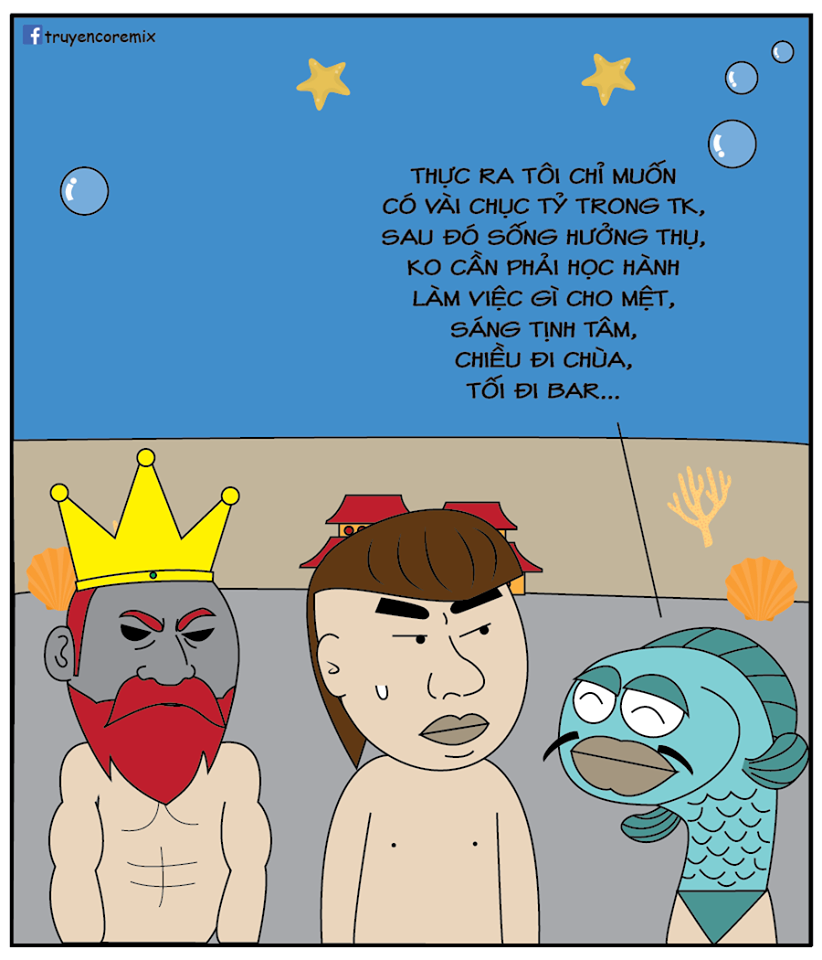 truyencoremix
THỰC RA TÔI CHỈ MUỐN
CÓ VÀI CHỤC TỶ TRONG TK,
SAU ĐÓ SỐNG HƯỞNG THỤ,
KO CẦN PHẢI HỌC HÀNH
LÀM VIỆC GÌ CHO MỆT,
SÁNG TỊNH TÂM,
CHIỀU ĐI CHÙA,
TỐI ĐI BAR...